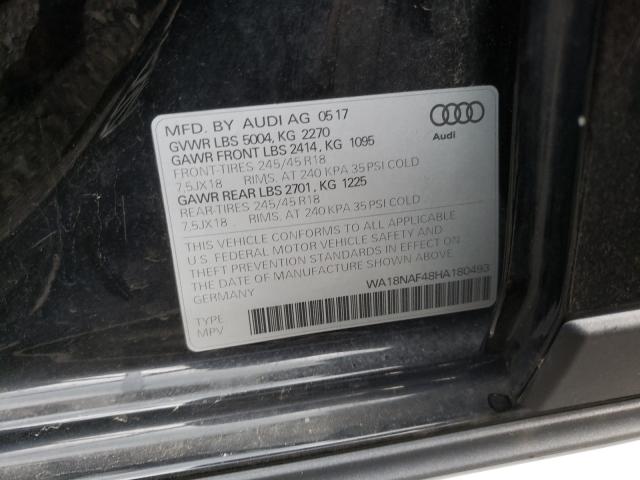 MFD. BY AUDI AG 05 17
GVWR LBS 5004, KG 2270
GAWR FRONT LBS 2414, KG 1095
FRONT-TIRES 245/45 R18
7,5JX18 RIMS, AT 240 KPA 35 PSI COLD
GAWR REAR LBS 2701, KG 1225
REAR-TIRES 245/45 R18
7,5JX18 RIMS, AT 240 KPA 35 PSI COLD
Audi
THIS VEHICLE CONFORMS TO ALL APPLICABLE
U.S. FEDERAL MOTOR VEHICLE SAFETY AND
THEFT PREVENTION STANDARDS IN EFFECT ON
THE DATE OF MANUFACTURE SHOWN ABOVE
GERMANY
WA18NAF48HA180493
TYPE
MPV